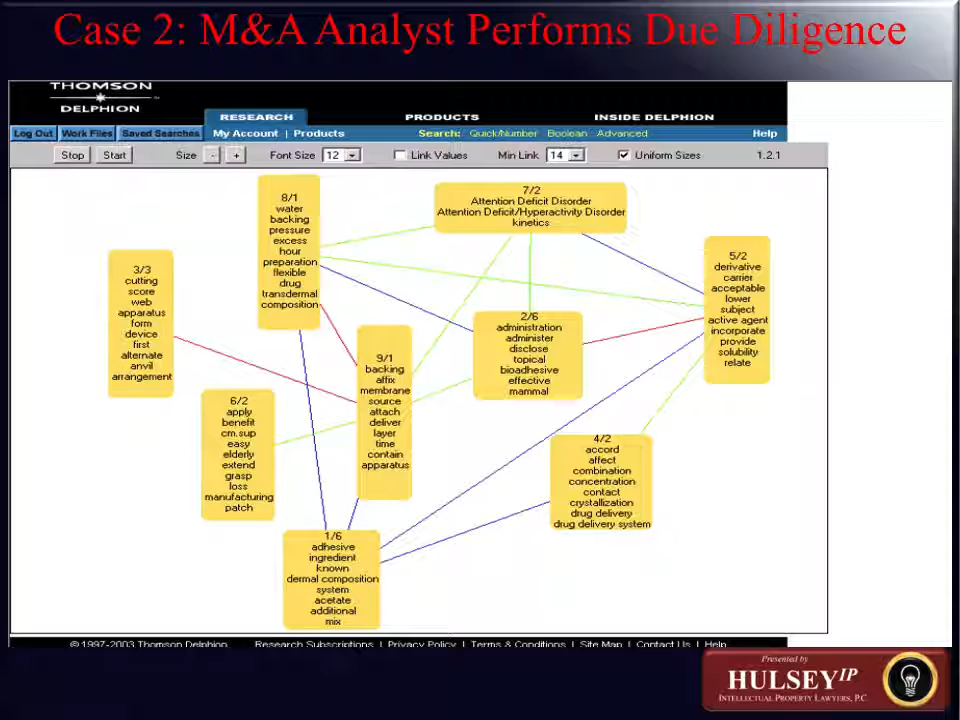 Case 2: M&A Analyst Performs Due Diligence
THOMSON
DELPHION
RESEARCH PRODUCTS INSIDE DELPHION
Log Out Work Files Saved Searches My Account | Products Search: Quick/Number Boolean Advanced Help
Stop Start Size - + Font Size 12 Link Values Min Link 14 Uniform Sizes 1.2.1
8/1
water
backing
pressure
excess
hour
preparation
flexible
drug
transdermal
composition
7/2
Attention Deficit Disorder
Attention Deficit/Hyperactivity Disorder
kinetics
5/2
derivative
carrier
acceptable
lower
subject
active agent
incorporate
provide
solubility
relate
3/3
cutting
score
web
apparatus
form
device
first
alternate
anvil
arrangement
2/6
administration
administer
disclose
topical
bioadhesive
effective
mammal
9/1
backing
affix
membrane
source
attach
deliver
layer
time
contain
apparatus
6/2
apply
benefit
cm.sup
easy
elderly
extend
grasp
loss
manufacturing
patch
4/2
accord
affect
combination
concentration
contact
crystallization
drug delivery
drug delivery system
1/6
adhesive
ingredient
known
dermal composition
system
acetate
additional
mix
© 1997-2003 Thomson Delphion Research Subscriptions | Privacy Policy | Terms & Conditions | Site Map | Contact Us | Help
Presented by
HULSEY IP
INTELLECTUAL PROPERTY LAWYERS, P.C.